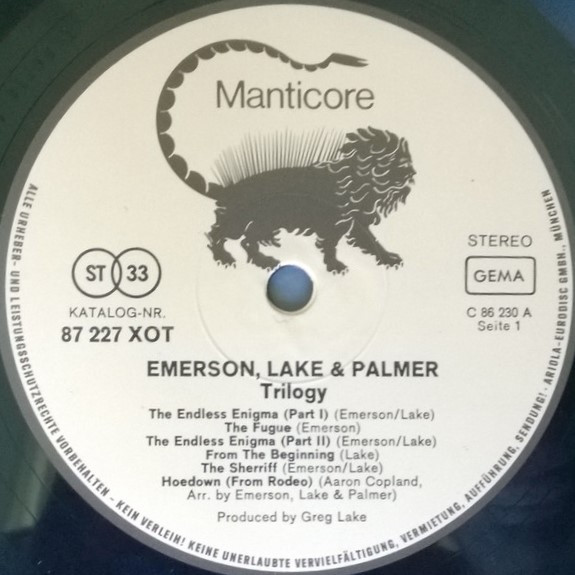 Manticore
ST 33
KATALOG-NR.
87 227 XOT
STEREO
GEMA
C 86 230 A
Seite 1
EMERSON, LAKE & PALMER
Trilogy
The Endless Enigma (Part I) (Emerson/Lake)
The Fugue (Emerson)
The Endless Enigma (Part II) (Emerson/Lake)
From The Beginning (Lake)
The Sherriff (Emerson/Lake)
Hoedown (From Rodeo) (Aaron Copland,
Arr. by Emerson, Lake & Palmer)
Produced by Greg Lake
ALLE URHEBER- UND LEISTUNGSSCHUTZRECHTE VORBEHALTEN - KEIN VERLEIH! KEINE UNERLAUBTE VERVIELFÄLTIGUNG, VERMIETUNG, AUFFÜHRUNG, SENDUNG! · ARIOLA-EURODISC GMBH., MÜNCHEN